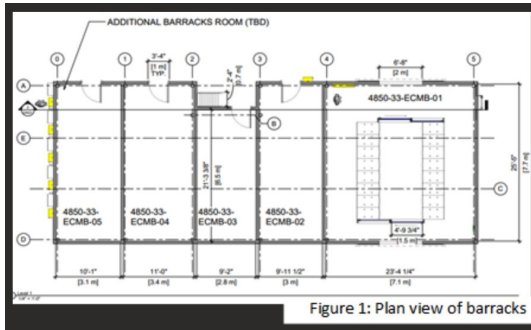 ADDITIONAL BARRACKS ROOM (TBD)
0
1
2
3
4
5
3'-4"
[1 m]
TYP.
2'-4"
[0.7 m]
6'-8"
[2 m]
A
4850-33-ECMB-01
B
E
21'-3 3/8"
[6.5 m]
25'-5"
[7.7 m]
C
4850-33-
ECMB-05
4850-33-
ECMB-04
4850-33-
ECMB-03
4850-33-
ECMB-02
4'-9 3/4"
[1.5 m]
D
10'-1"
[3.1 m]
11'-0"
[3.4 m]
9'-2"
[2.8 m]
9'-11 1/2"
[3 m]
23'-4 1/4"
[7.1 m]
Level 1
Figure 1: Plan view of barracks